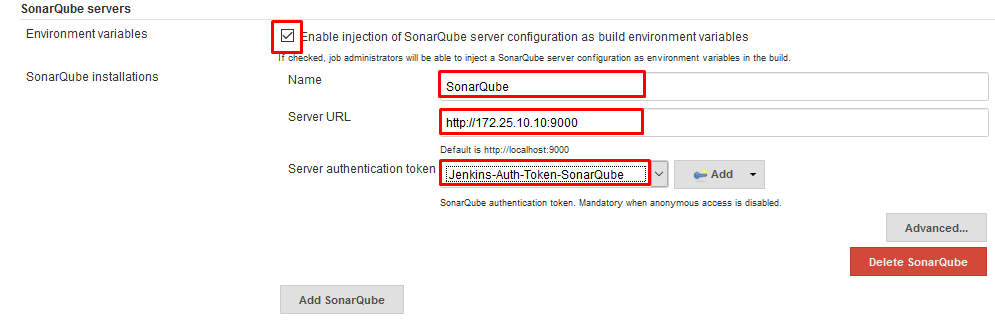 SonarQube servers
Environment variables
Enable injection of SonarQube server configuration as build environment variables
If checked, job administrators will be able to inject a SonarQube server configuration as environment variables in the build.
SonarQube installations
Name
SonarQube
Server URL
http://172.25.10.10:9000
Default is http://localhost:9000
Server authentication token
Jenkins-Auth-Token-SonarQube
Add
SonarQube authentication token. Mandatory when anonymous access is disabled.
Advanced...
Delete SonarQube
Add SonarQube